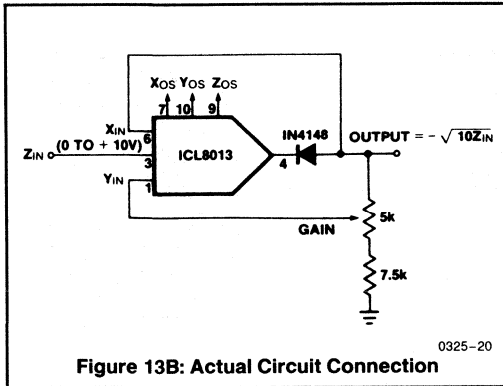 XOS YOS ZOS
7 10 9
XIN
6
IN4148
OUTPUT = - √10ZIN
ZIN (0 TO + 10V)
3
ICL8013
4
YIN
1
GAIN
5k
7.5k
0325-20
Figure 13B: Actual Circuit Connection